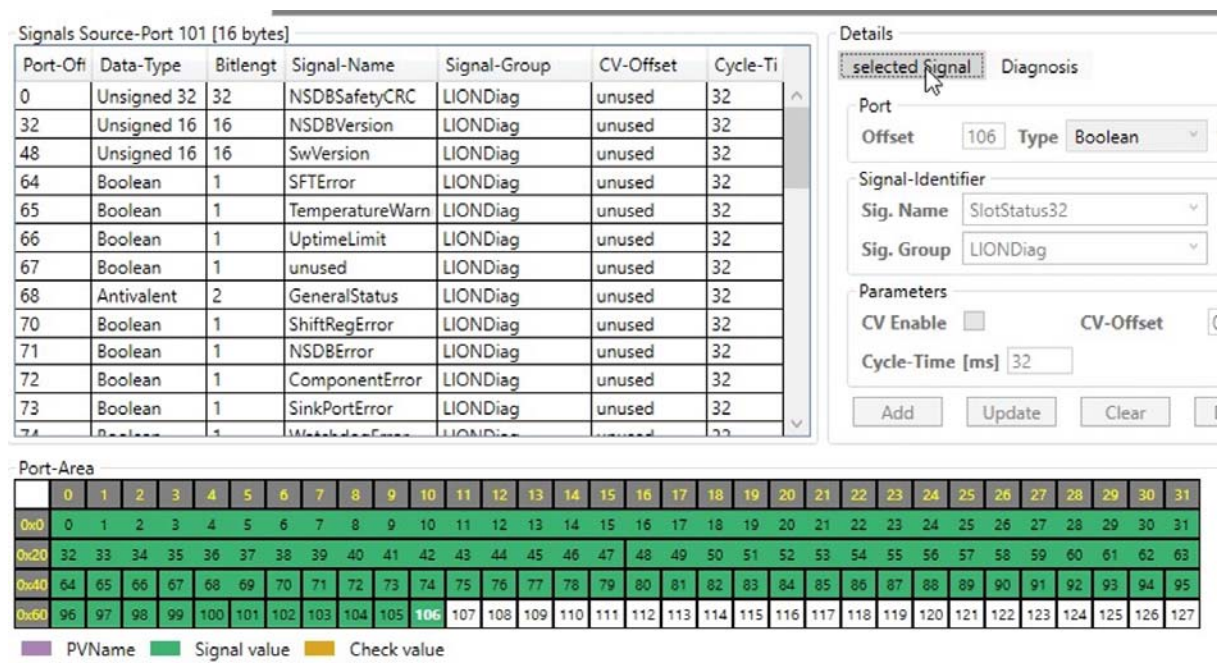 Signals Source-Port 101 [16 bytes]
Port-Off Data-Type Bitlengt Signal-Name Signal-Group CV-Offset Cycle-Ti
0 Unsigned 32 32 NSDBSafetyCRC LIONDiag unused 32
32 Unsigned 16 16 NSDBVersion LIONDiag unused 32
48 Unsigned 16 16 SwVersion LIONDiag unused 32
64 Boolean 1 SFTError LIONDiag unused 32
65 Boolean 1 TemperatureWarn LIONDiag unused 32
66 Boolean 1 UptimeLimit LIONDiag unused 32
67 Boolean 1 unused LIONDiag unused 32
68 Antivalent 2 GeneralStatus LIONDiag unused 32
70 Boolean 1 ShiftRegError LIONDiag unused 32
71 Boolean 1 NSDBError LIONDiag unused 32
72 Boolean 1 ComponentError LIONDiag unused 32
73 Boolean 1 SinkPortError LIONDiag unused 32
74 Boolean 1 WatchdogError LIONDiag unused 32
Details
selected Signal Diagnosis
Port
Offset 106 Type Boolean
Signal-Identifier
Sig. Name SlotStatus32
Sig. Group LIONDiag
Parameters
CV Enable CV-Offset
Cycle-Time [ms] 32
Add Update Clear
Port-Area
0 1 2 3 4 5 6 7 8 9 10 11 12 13 14 15 16 17 18 19 20 21 22 23 24 25 26 27 28 29 30 31
0x0 0 1 2 3 4 5 6 7 8 9 10 11 12 13 14 15 16 17 18 19 20 21 22 23 24 25 26 27 28 29 30 31
0x20 32 33 34 35 36 37 38 39 40 41 42 43 44 45 46 47 48 49 50 51 52 53 54 55 56 57 58 59 60 61 62 63
0x40 64 65 66 67 68 69 70 71 72 73 74 75 76 77 78 79 80 81 82 83 84 85 86 87 88 89 90 91 92 93 94 95
0x60 96 97 98 99 100 101 102 103 104 105 106 107 108 109 110 111 112 113 114 115 116 117 118 119 120 121 122 123 124 125 126 127
PVName Signal value Check value